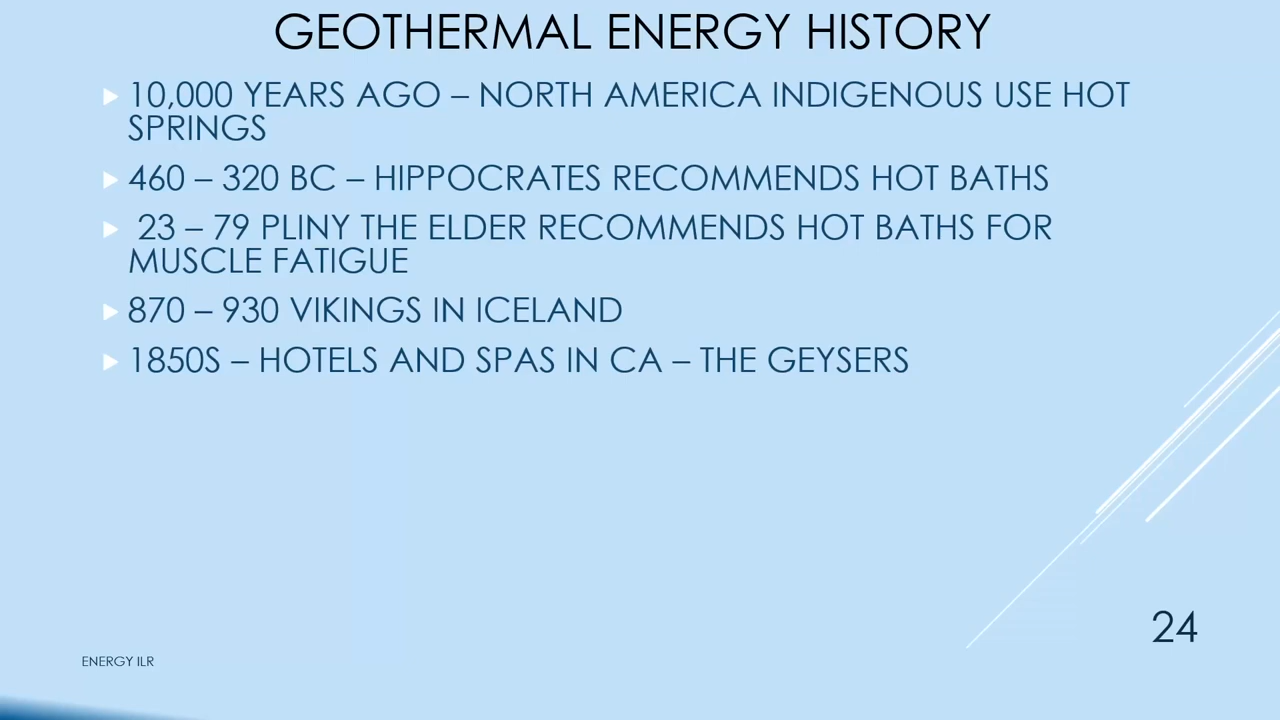 GEOTHERMAL ENERGY HISTORY
10,000 YEARS AGO – NORTH AMERICA INDIGENOUS USE HOT
SPRINGS
460 – 320 BC – HIPPOCRATES RECOMMENDS HOT BATHS
23 – 79 PLINY THE ELDER RECOMMENDS HOT BATHS FOR
MUSCLE FATIGUE
870 – 930 VIKINGS IN ICELAND
1850S – HOTELS AND SPAS IN CA – THE GEYSERS
24
ENERGY ILR